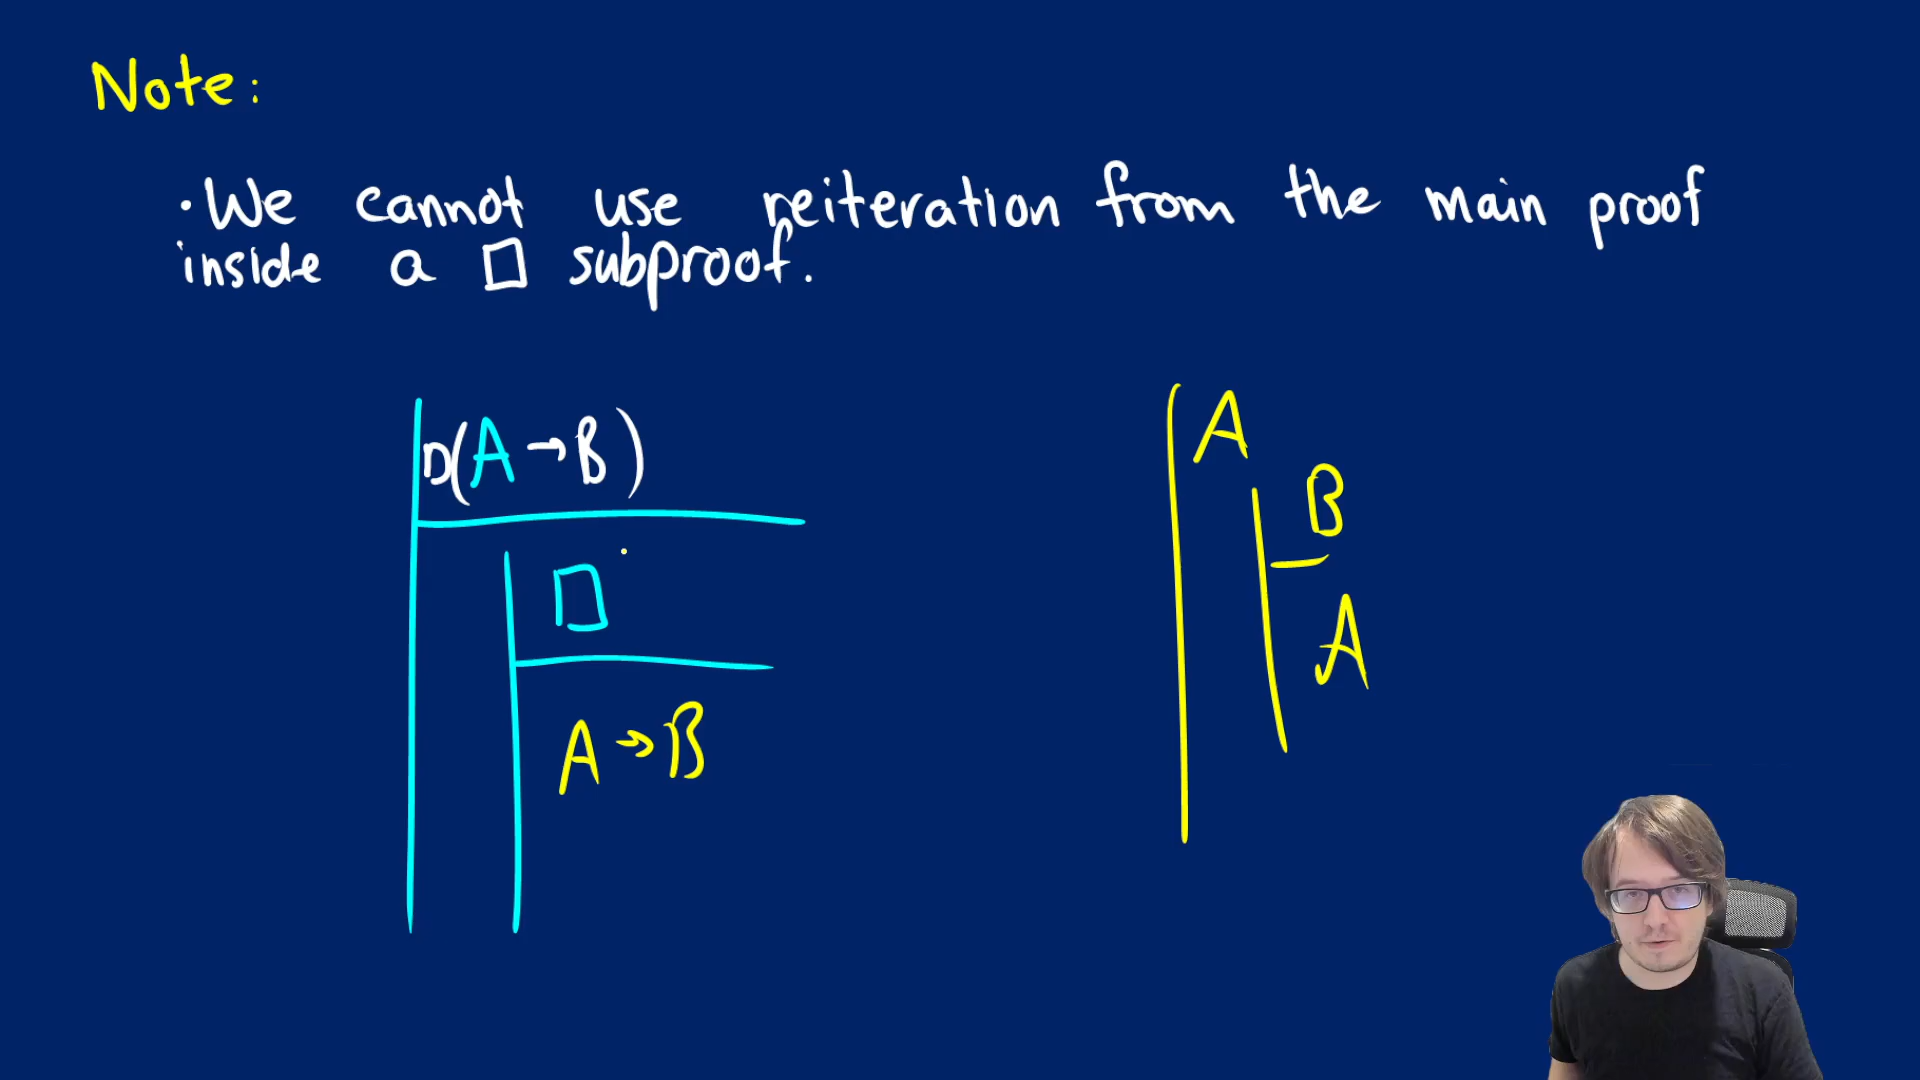 Note:
• We cannot use reiteration from the main proof
inside a □ subproof.
□(A → B)
□
A → B
A
B
A